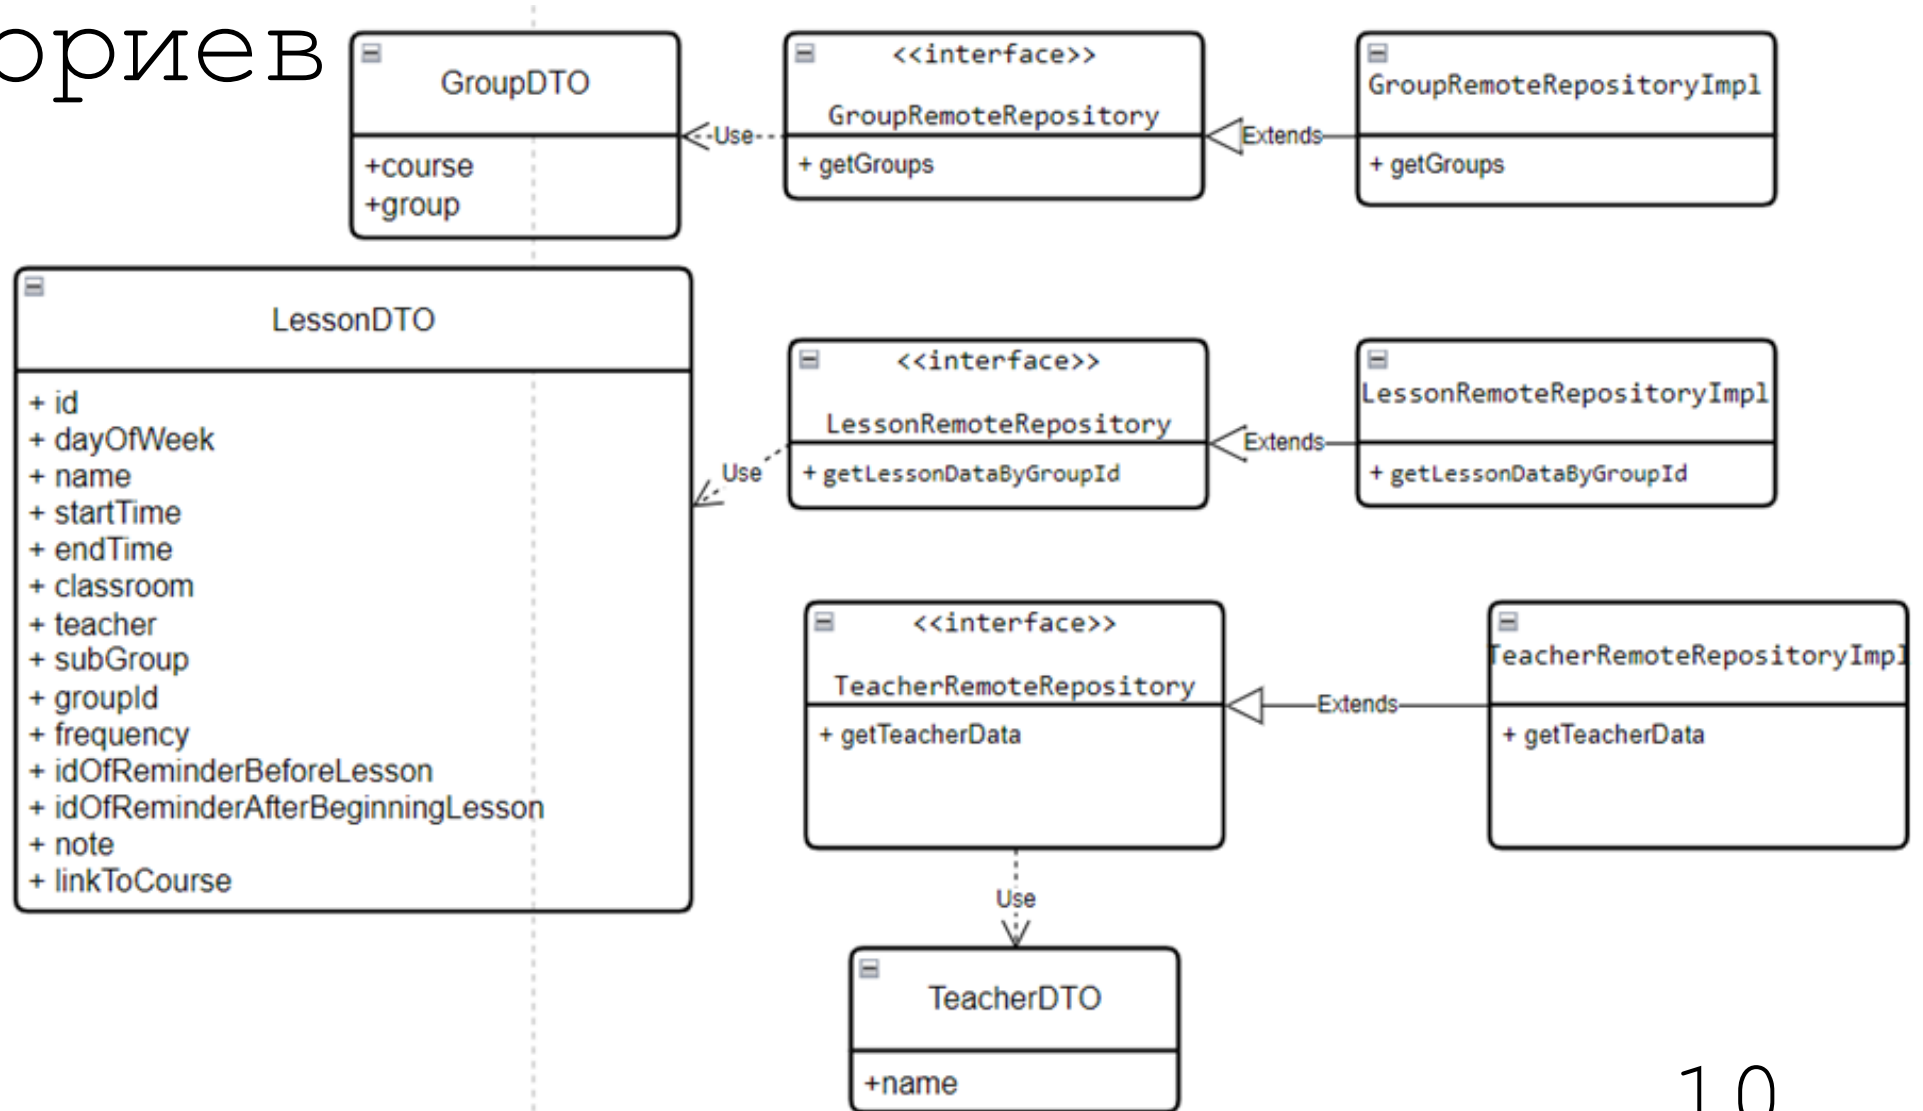 ориев
GroupDTO
+course
+group
<<interface>>
GroupRemoteRepository
+ getGroups
GroupRemoteRepositoryImpl
+ getGroups
Use
Extends
LessonDTO
+ id
+ dayOfWeek
+ name
+ startTime
+ endTime
+ classroom
+ teacher
+ subGroup
+ groupId
+ frequency
+ idOfReminderBeforeLesson
+ idOfReminderAfterBeginningLesson
+ note
+ linkToCourse
<<interface>>
LessonRemoteRepository
+ getLessonDataByGroupId
LessonRemoteRepositoryImpl
+ getLessonDataByGroupId
Use
Extends
<<interface>>
TeacherRemoteRepository
+ getTeacherData
TeacherRemoteRepositoryImpl
+ getTeacherData
Extends
Use
TeacherDTO
+name
10